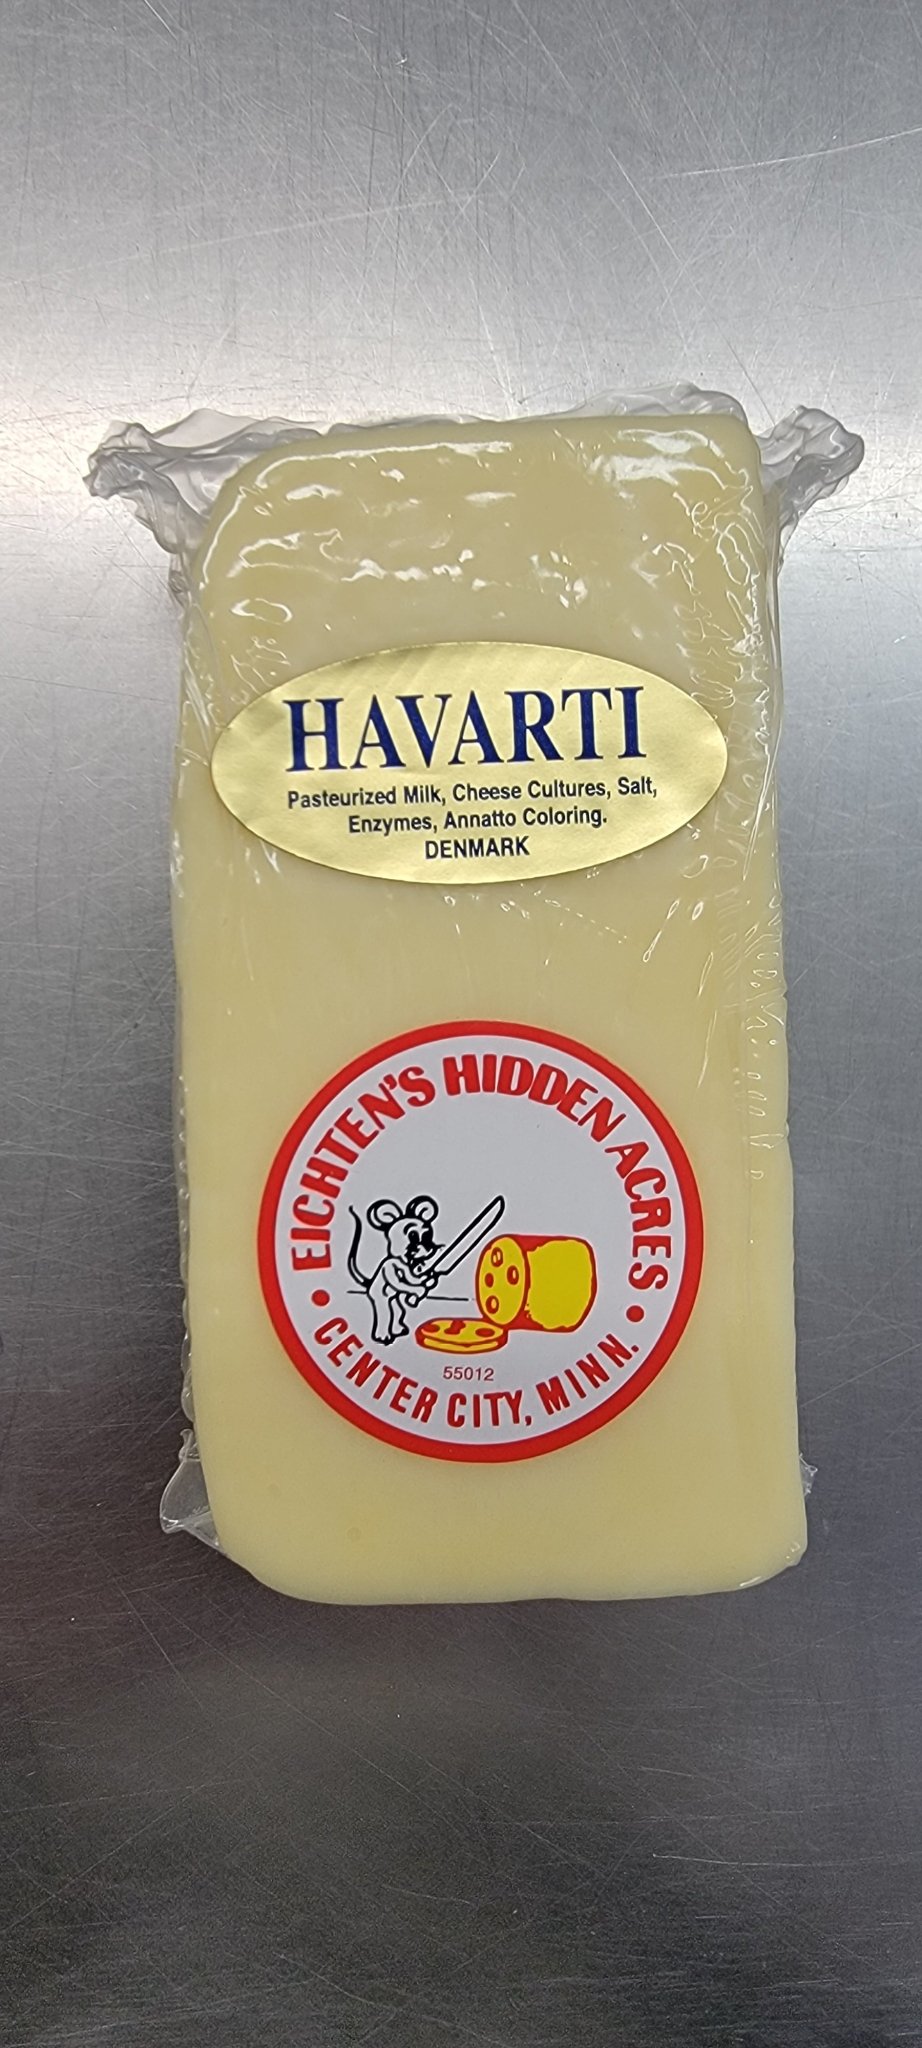 HAVARTI
Pasteurized Milk, Cheese Cultures, Salt,
Enzymes, Annatto Coloring.
DENMARK
EICHTEN'S HIDDEN ACRES
55012
• CENTER CITY, MINN. •